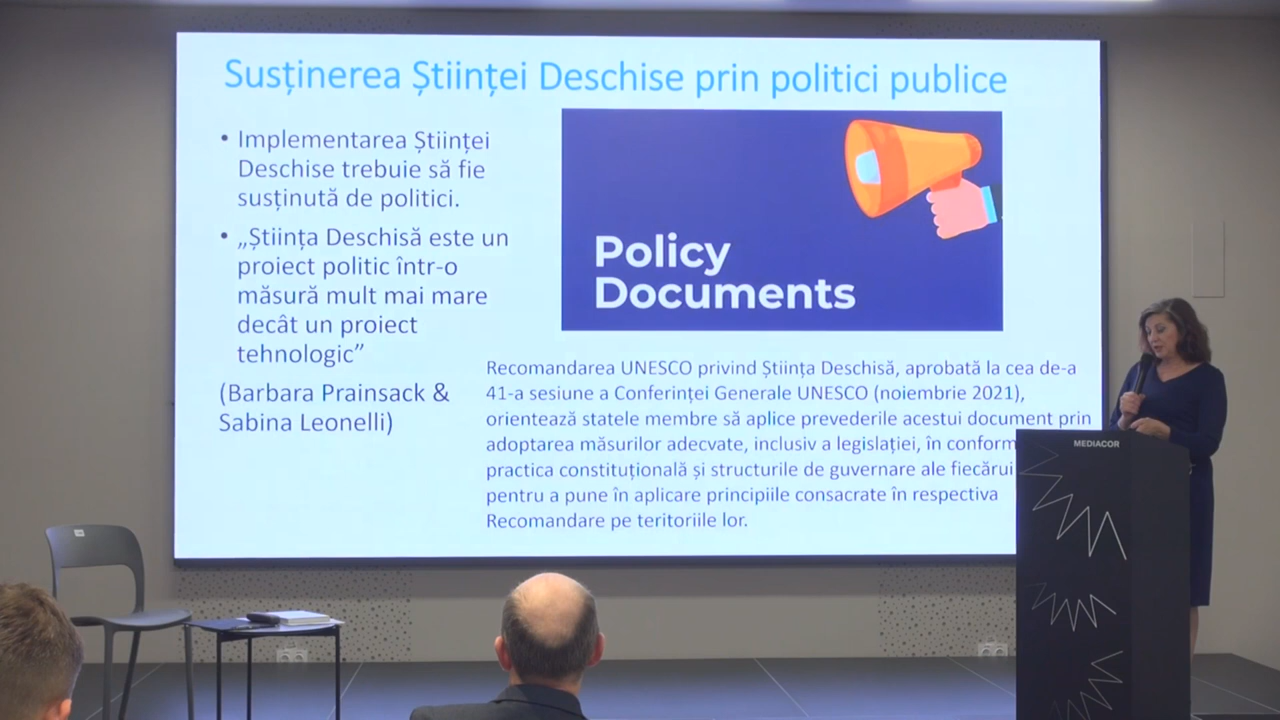 Susținerea Științei Deschise prin politici publice
• Implementarea Științei
Deschise trebuie să fie
susținută de politici.
• „Știința Deschisă este un
proiect politic într-o
măsură mult mai mare
decât un proiect
tehnologic”
(Barbara Prainsack &
Sabina Leonelli)
Policy
Documents
Recomandarea UNESCO privind Știința Deschisă, aprobată la cea de-a
41-a sesiune a Conferinței Generale UNESCO (noiembrie 2021),
orientează statele membre să aplice prevederile acestui document prin
adoptarea măsurilor adecvate, inclusiv a legislației, în conform
practica constituțională și structurile de guvernare ale fiecărui
pentru a pune în aplicare principiile consacrate în respectiva
Recomandare pe teritoriile lor.
MEDIACOR